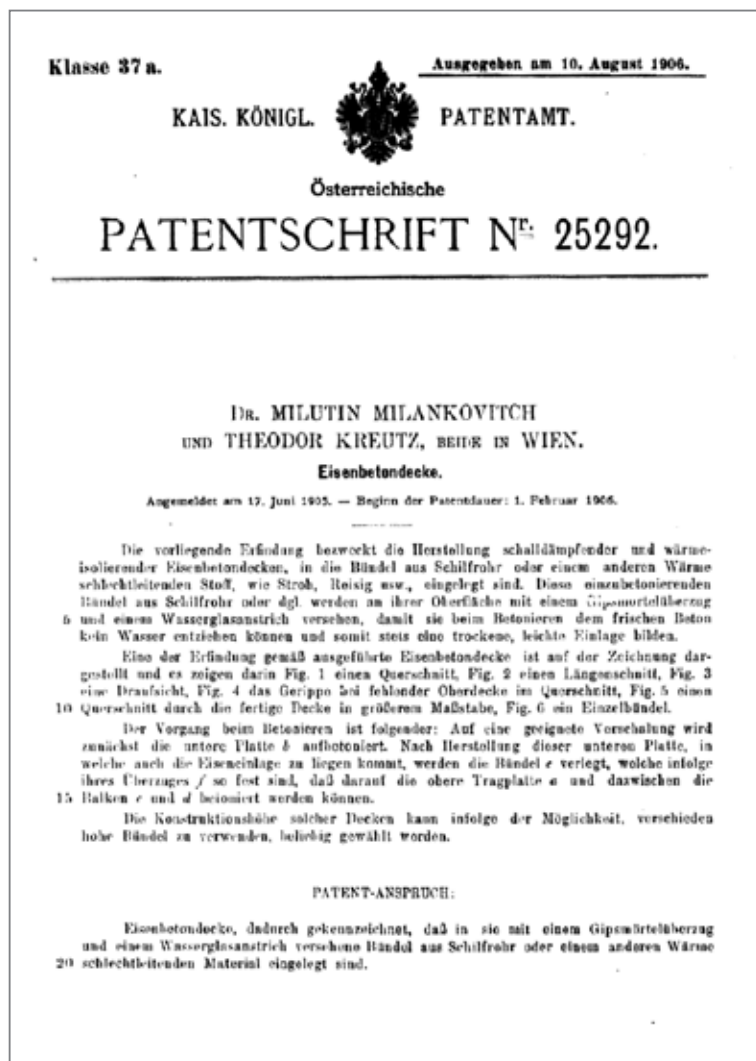 Klasse 37 a.
Ausgegeben am 10. August 1906.
KAIS. KÖNIGL. PATENTAMT.
Österreichische
PATENTSCHRIFT Nr. 25292.
DR. MILUTIN MILANKOVITCH
UND THEODOR KREUTZ, BEIDE IN WIEN.
Eisenbetondecke.
Angemeldet am 17. Juni 1905. — Beginn der Patentdauer: 1. Februar 1906.
Die vorliegende Erfindung bezweckt die Herstellung schalldämpfender und wärme-
isolierender Eisenbetondecken, in die Bündel aus Schilfrohr oder einem anderen Wärme
schlechtleitenden Stoff, wie Stroh, Reisig usw., eingelegt sind. Diese einzubetonierenden
Bündel aus Schilfrohr oder dgl. werden an ihrer Oberfläche mit einem Gipsmörtelüberzug
5 und einem Wasserglasanstrich versehen, damit sie beim Betonieren dem frischen Beton
kein Wasser entziehen können und somit stets eine trockene, leichte Einlage bilden.
Eine der Erfindung gemäß ausgeführte Eisenbetondecke ist auf der Zeichnung dar-
gestellt und es zeigen darin Fig. 1 einen Querschnitt, Fig. 2 einen Längenschnitt, Fig. 3
eine Draufsicht, Fig. 4 das Gerippe bei fehlender Oberdecke im Querschnitt, Fig. 5 einen
10 Querschnitt durch die fertige Decke in größerem Maßstabe, Fig. 6 ein Einzelbündel.
Der Vorgang beim Betonieren ist folgender: Auf eine geeignete Verschalung wird
zunächst die untere Platte b aufbetoniert. Nach Herstellung dieser unteren Platte, in
welche auch die Eiseneinlage zu liegen kommt, werden die Bündel e verlegt, welche infolge
ihres Überzuges f so fest sind, daß darauf die obere Tragplatte a und dazwischen die
15 Balken c und d betoniert werden können.
Die Konstruktionshöhe solcher Decken kann infolge der Möglichkeit, verschieden
hohe Bündel zu verwenden, beliebig gewählt werden.
PATENT-ANSPRUCH:
Eisenbetondecke, dadurch gekennzeichnet, daß in sie mit einem Gipsmörtelüberzug
und einem Wasserglasanstrich versehene Bündel aus Schilfrohr oder einem anderen Wärme
20 schlechtleitenden Material eingelegt sind.